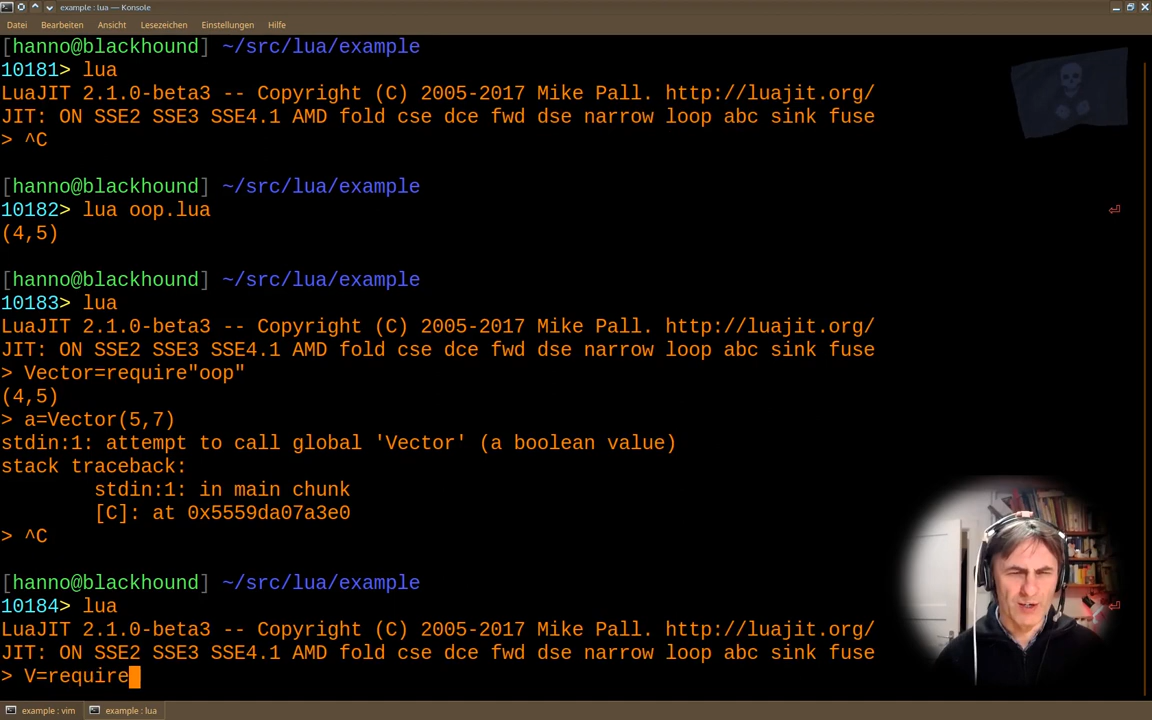 example : lua — Konsole
Datei Bearbeiten Ansicht Lesezeichen Einstellungen Hilfe
[hanno@blackhound] ~/src/lua/example
10181> lua
LuaJIT 2.1.0-beta3 -- Copyright (C) 2005-2017 Mike Pall. http://luajit.org/
JIT: ON SSE2 SSE3 SSE4.1 AMD fold cse dce fwd dse narrow loop abc sink fuse
> ^C
[hanno@blackhound] ~/src/lua/example
10182> lua oop.lua
(4,5)
[hanno@blackhound] ~/src/lua/example
10183> lua
LuaJIT 2.1.0-beta3 -- Copyright (C) 2005-2017 Mike Pall. http://luajit.org/
JIT: ON SSE2 SSE3 SSE4.1 AMD fold cse dce fwd dse narrow loop abc sink fuse
> Vector=require"oop"
(4,5)
> a=Vector(5,7)
stdin:1: attempt to call global 'Vector' (a boolean value)
stack traceback:
        stdin:1: in main chunk
        [C]: at 0x5559da07a3e0
> ^C
[hanno@blackhound] ~/src/lua/example
10184> lua
LuaJIT 2.1.0-beta3 -- Copyright (C) 2005-2017 Mike Pall. http://luajit.org/
JIT: ON SSE2 SSE3 SSE4.1 AMD fold cse dce fwd dse narrow loop abc sink fuse
> V=require
example : vim example : lua